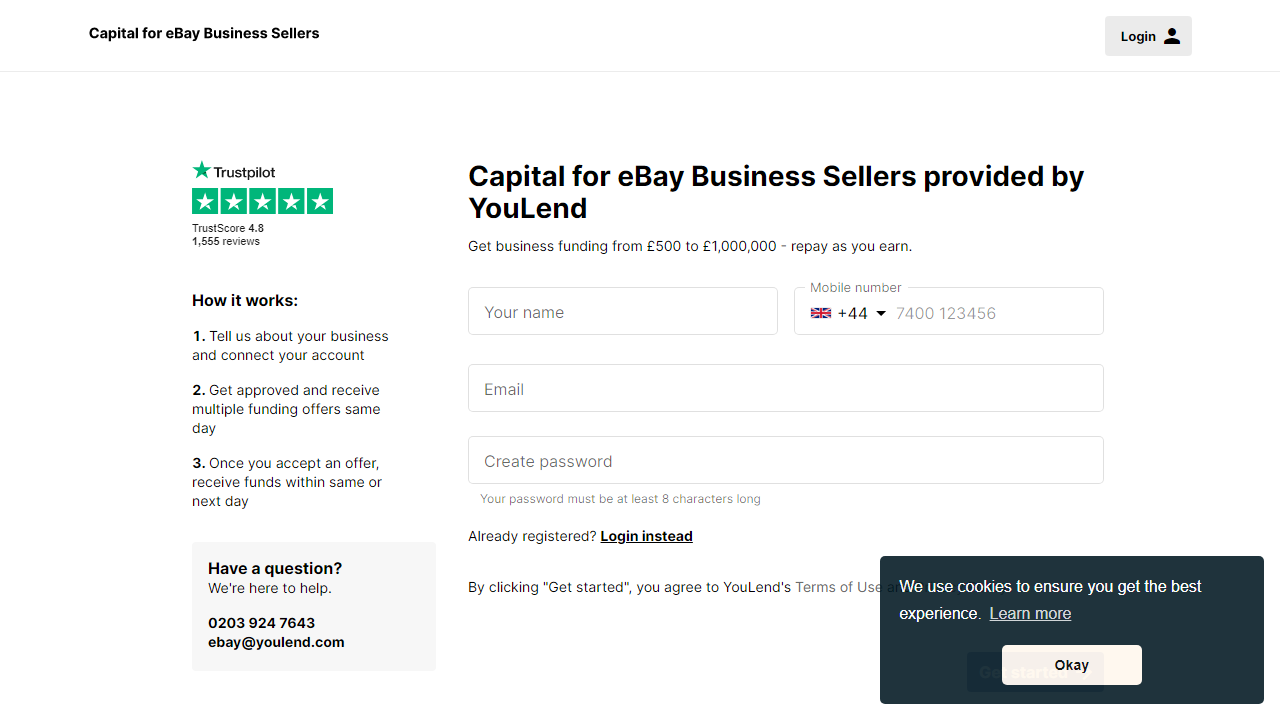 Capital for eBay Business Sellers
Login
Trustpilot
TrustScore 4.8
1,555 reviews
How it works:
1. Tell us about your business
and connect your account
2. Get approved and receive
multiple funding offers same
day
3. Once you accept an offer,
receive funds within same or
next day
Have a question?
We're here to help.
0203 924 7643
ebay@youlend.com
Capital for eBay Business Sellers provided by
YouLend
Get business funding from £500 to £1,000,000 - repay as you earn.
Your name
Mobile number
+44 7400 123456
Email
Create password
Your password must be at least 8 characters long
Already registered? Login instead
By clicking "Get started", you agree to YouLend's Terms of Use
We use cookies to ensure you get the best
experience. Learn more
Okay